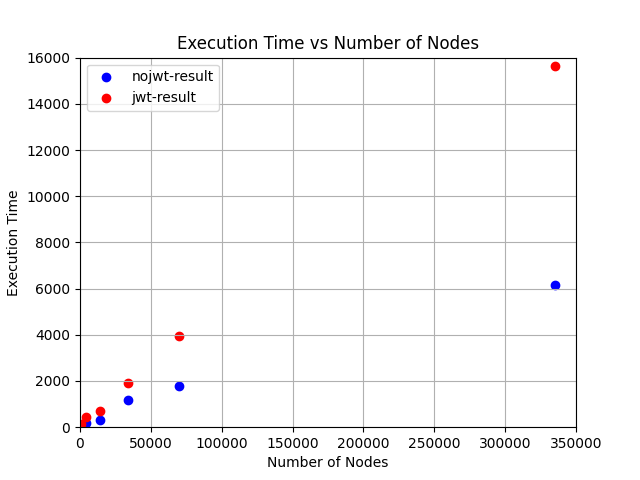 Execution Time vs Number of Nodes
nojwt-result
jwt-result
16000
14000
12000
10000
8000
6000
4000
2000
0
Execution Time
0 50000 100000 150000 200000 250000 300000 350000
Number of Nodes